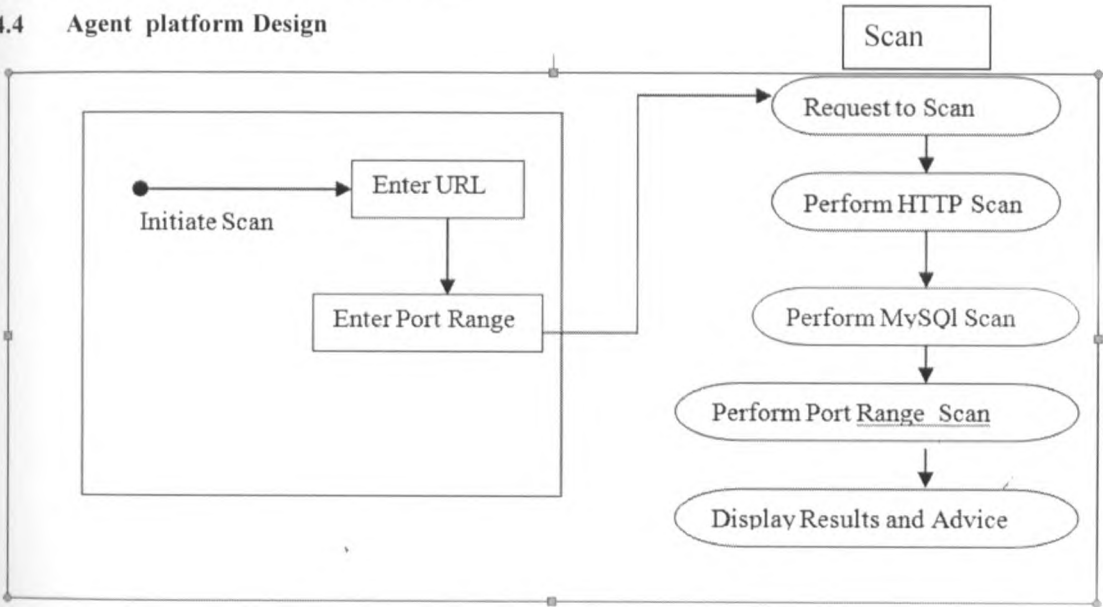 4.4 Agent platform Design
Scan
Request to Scan
Enter URL
Initiate Scan
Perform HTTP Scan
Enter Port Range
Perform MySQl Scan
Perform Port Range Scan
Display Results and Advice